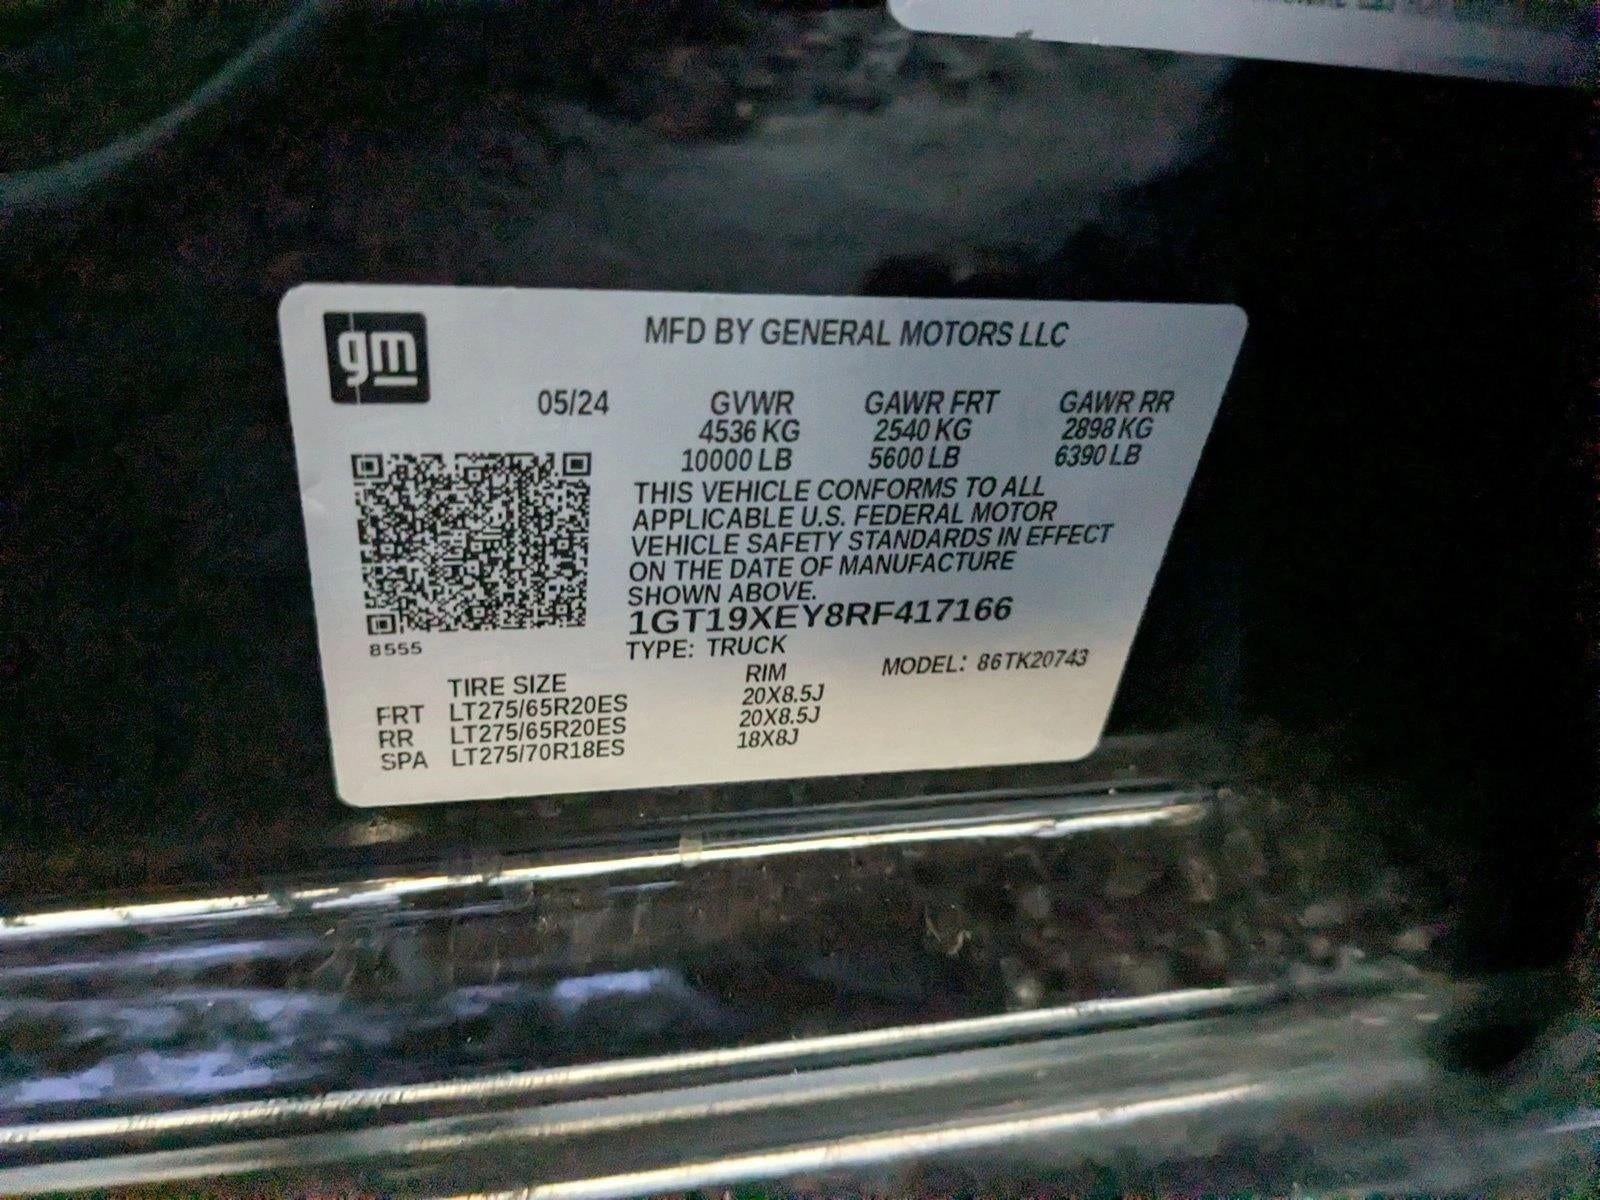 gm
MFD BY GENERAL MOTORS LLC
05/24 GVWR GAWR FRT GAWR RR
4536 KG 2540 KG 2898 KG
10000 LB 5600 LB 6390 LB
THIS VEHICLE CONFORMS TO ALL
APPLICABLE U.S. FEDERAL MOTOR
VEHICLE SAFETY STANDARDS IN EFFECT
ON THE DATE OF MANUFACTURE
SHOWN ABOVE.
1GT19XEY8RF417166
8555
TYPE: TRUCK
MODEL: 86TK20743
TIRE SIZE RIM
FRT LT275/65R20ES 20X8.5J
RR LT275/65R20ES 20X8.5J
SPA LT275/70R18ES 18X8J